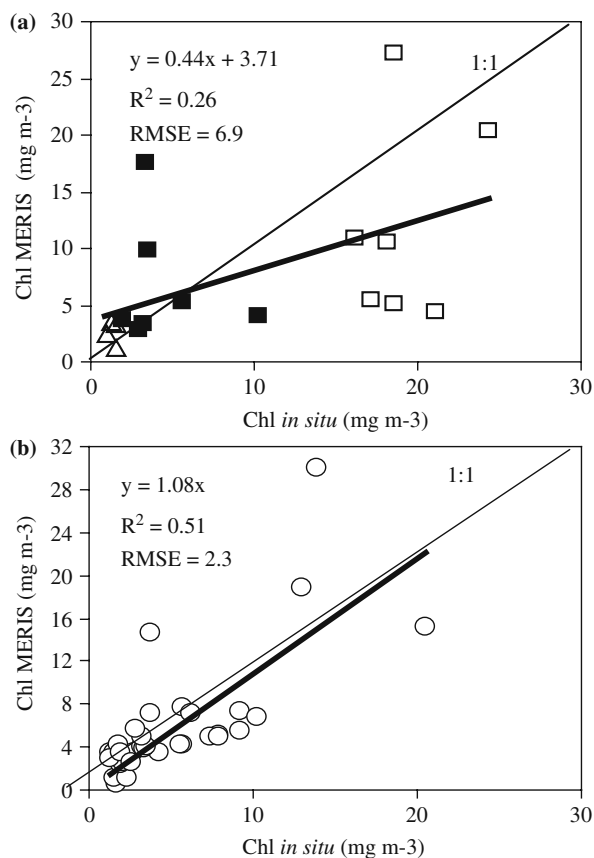 (a)
30
25
20
15
10
5
0
Chl MERIS (mg m-3)
y = 0.44x + 3.71
R² = 0.26
RMSE = 6.9
1:1
0 10 20 30
Chl in situ (mg m-3)
(b)
32
28
24
20
16
12
8
4
0
Chl MERIS (mg m-3)
y = 1.08x
R² = 0.51
RMSE = 2.3
1:1
0 10 20 30
Chl in situ (mg m-3)